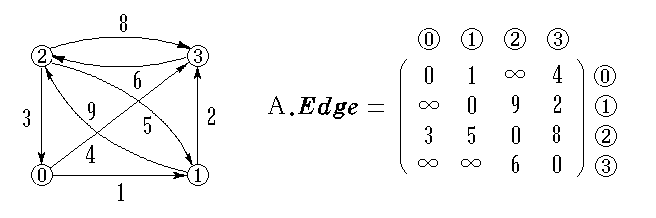 8
② ③
6
3 9 5 2
4
⓪ ①
1
A.Edge =
⓪ ① ② ③
0 1 ∞ 4 ⓪
∞ 0 9 2 ①
3 5 0 8 ②
∞ ∞ 6 0 ③